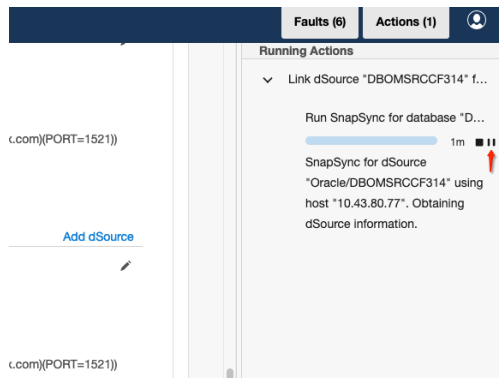 Faults (6)
Actions (1)
Running Actions
Link dSource "DBOMSRCCF314" f...
Run SnapSync for database "D...
x.com)(PORT=1521))
1m
SnapSync for dSource
"Oracle/DBOMSRCCF314" using
host "10.43.80.77". Obtaining
dSource information.
Add dSource
x.com)(PORT=1521))